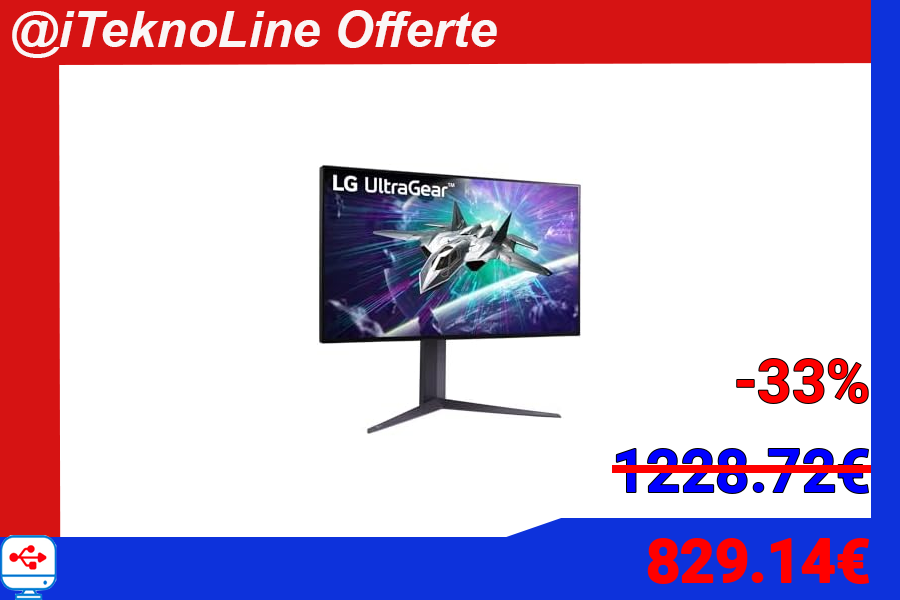 @iTeknoLine Offerte
LG UltraGear™
-33%
1228.72€
829.14€